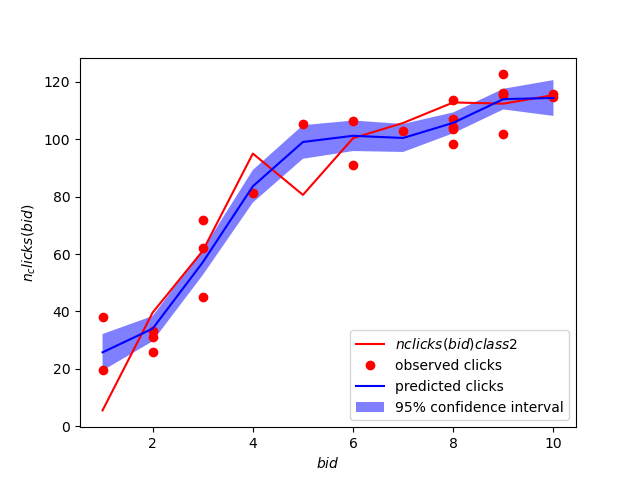 120
100
80
60
40
20
0
n_clicks(bid)
2
4
6
8
10
bid
nclicks(bid)class2
observed clicks
predicted clicks
95% confidence interval